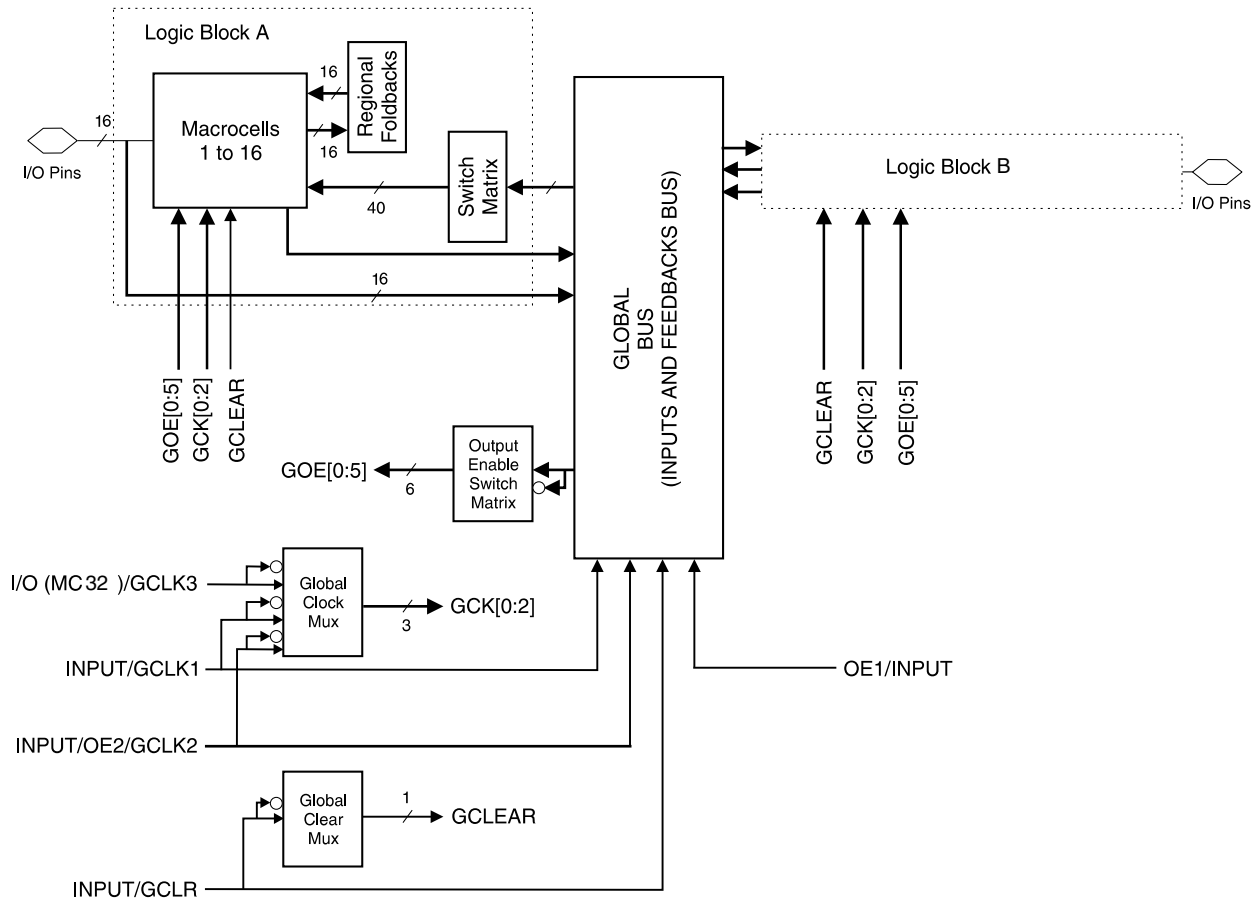 Logic Block A
16
Macrocells
1 to 16
16
16
Regional
Foldbacks
I/O Pins
Switch
Matrix
40
16
GOE[0:5]
GCK[0:2]
GCLEAR
GLOBAL
BUS
(INPUTS AND FEEDBACKS BUS)
Logic Block B
I/O Pins
GCLEAR
GCK[0:2]
GOE[0:5]
GOE[0:5]
6
Output
Enable
Switch
Matrix
I/O (MC32 )/GCLK3
Global
Clock
Mux
3
GCK[0:2]
INPUT/GCLK1
OE1/INPUT
INPUT/OE2/GCLK2
Global
Clear
Mux
1
GCLEAR
INPUT/GCLR